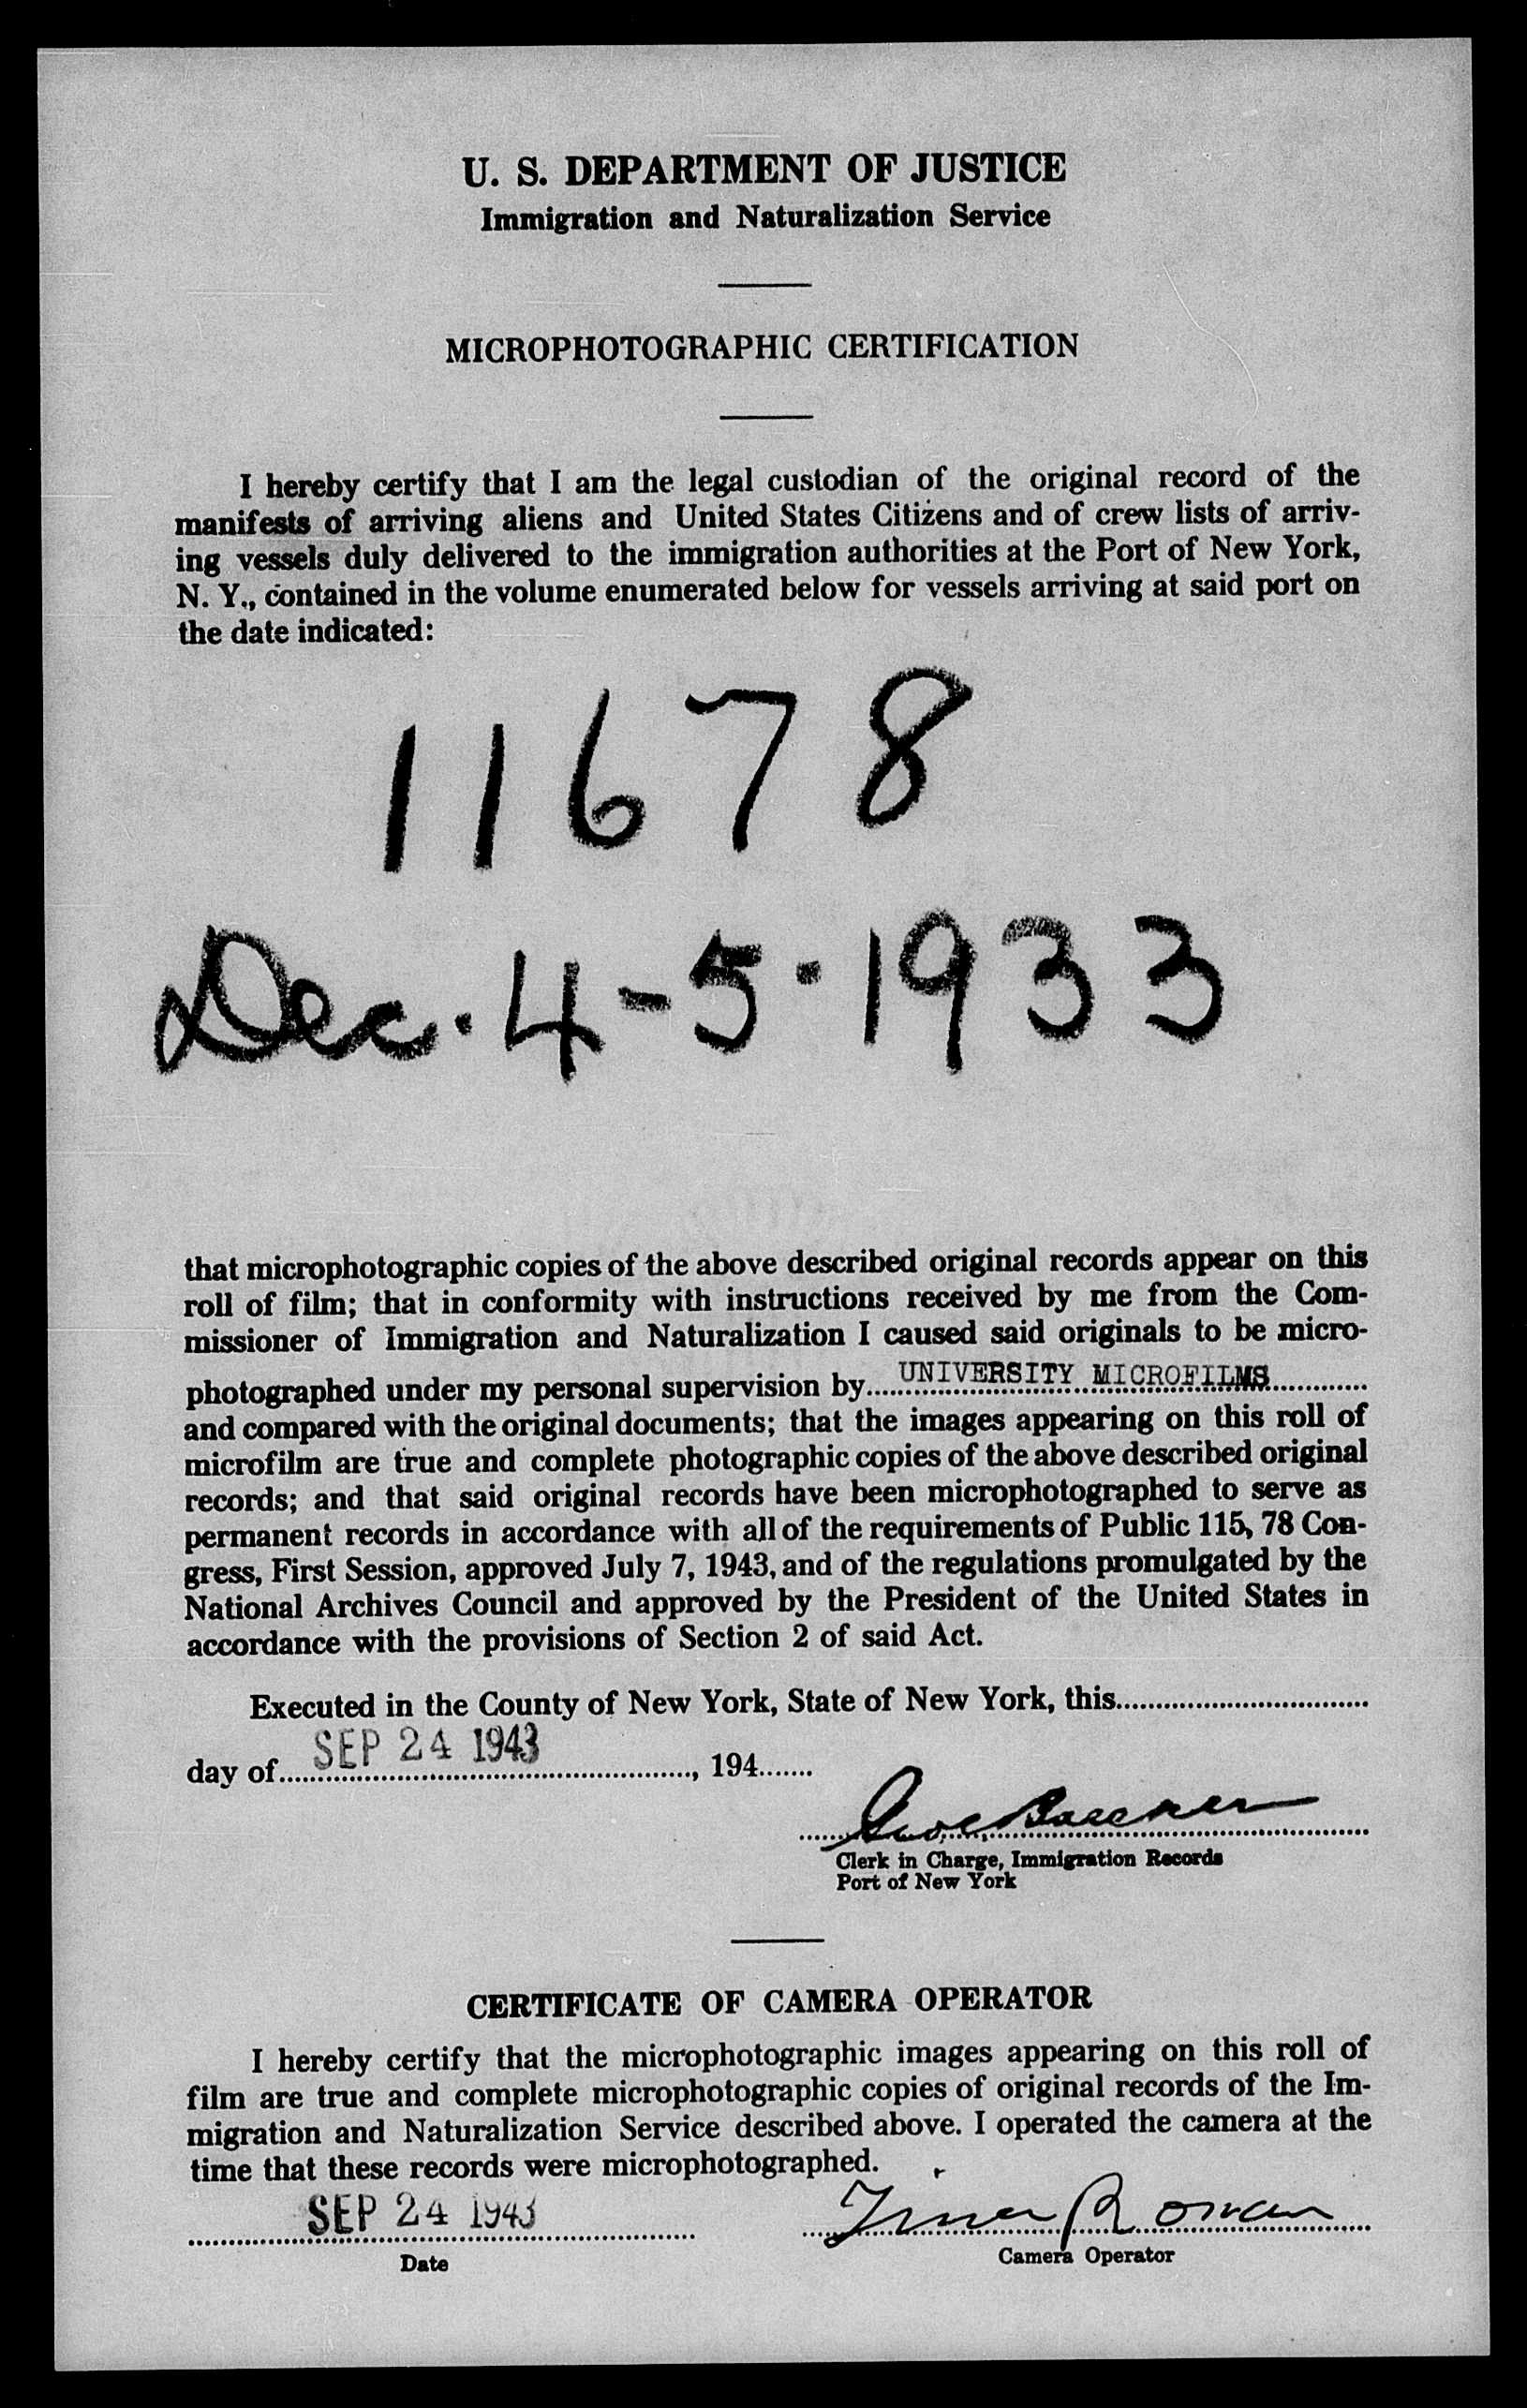 U. S. DEPARTMENT OF JUSTICE
Immigration and Naturalization Service
MICROPHOTOGRAPHIC CERTIFICATION
I hereby certify that I am the legal custodian of the original record of the
manifests of arriving aliens and United States Citizens and of crew lists of arriv-
ing vessels duly delivered to the immigration authorities at the Port of New York,
N. Y., contained in the volume enumerated below for vessels arriving at said port on
the date indicated:
11678
Dec. 4-5-1933
that microphotographic copies of the above described original records appear on this
roll of film; that in conformity with instructions received by me from the Com-
missioner of Immigration and Naturalization I caused said originals to be micro-
photographed under my personal supervision by UNIVERSITY MICROFILMS
and compared with the original documents; that the images appearing on this roll of
microfilm are true and complete photographic copies of the above described original
records; and that said original records have been microphotographed to serve as
permanent records in accordance with all of the requirements of Public 115, 78 Con-
gress, First Session, approved July 7, 1943, and of the regulations promulgated by the
National Archives Council and approved by the President of the United States in
accordance with the provisions of Section 2 of said Act.
Executed in the County of New York, State of New York, this
day of SEP 24 1943, 194
Clerk in Charge, Immigration Records
Port of New York
CERTIFICATE OF CAMERA OPERATOR
I hereby certify that the microphotographic images appearing on this roll of
film are true and complete microphotographic copies of original records of the Im-
migration and Naturalization Service described above. I operated the camera at the
time that these records were microphotographed.
SEP 24 1943
Date
Camera Operator